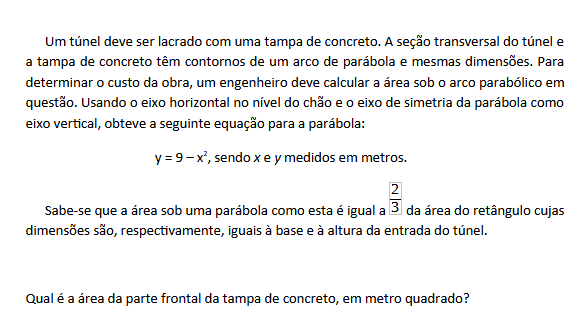 Um túnel deve ser lacrado com uma tampa de concreto. A seção transversal do túnel e
a tampa de concreto têm contornos de um arco de parábola e mesmas dimensões. Para
determinar o custo da obra, um engenheiro deve calcular a área sob o arco parabólico em
questão. Usando o eixo horizontal no nível do chão e o eixo de simetria da parábola como
eixo vertical, obteve a seguinte equação para a parábola:
y = 9 – x², sendo x e y medidos em metros.
Sabe-se que a área sob uma parábola como esta é igual a 2/3 da área do retângulo cujas
dimensões são, respectivamente, iguais à base e à altura da entrada do túnel.
Qual é a área da parte frontal da tampa de concreto, em metro quadrado?